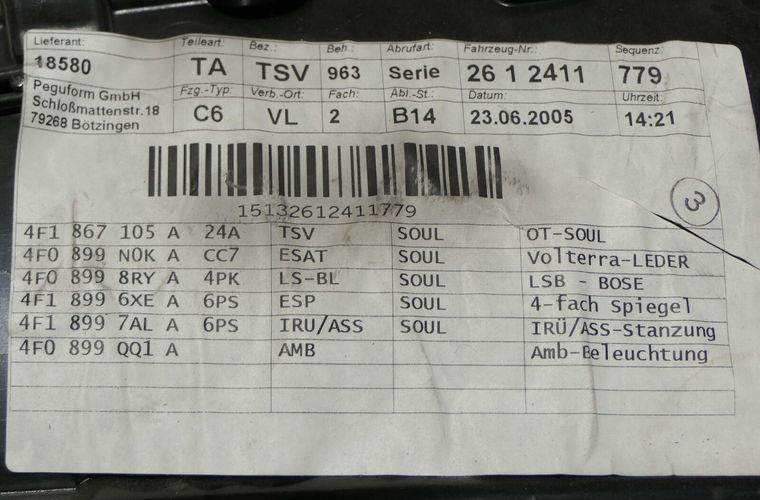 Lieferant: Teileart: Bez.: Beh.: Abrufart: Fahrzeug-Nr.: Sequenz:
18580 TA TSV 963 Serie 26 1 2411 779
Peguform GmbH Fzg.-Typ. Verb.-Ort: Fach: Abl.-St.: Datum: Uhrzeit:
Schloßmattenstr.18 C6 VL 2 B14 23.06.2005 14:21
79268 Bötzingen
15132612411779
3
4F1 867 105 A 24A TSV SOUL OT-SOUL
4F0 899 N0K A CC7 ESAT SOUL Volterra-LEDER
4F0 899 8RY A 4PK LS-BL SOUL LSB - BOSE
4F1 899 6XE A 6PS ESP SOUL 4-fach Spiegel
4F1 899 7AL A 6PS IRU/ASS SOUL IRÜ/ASS-Stanzung
4F0 899 QQ1 A AMB Amb-Beleuchtung